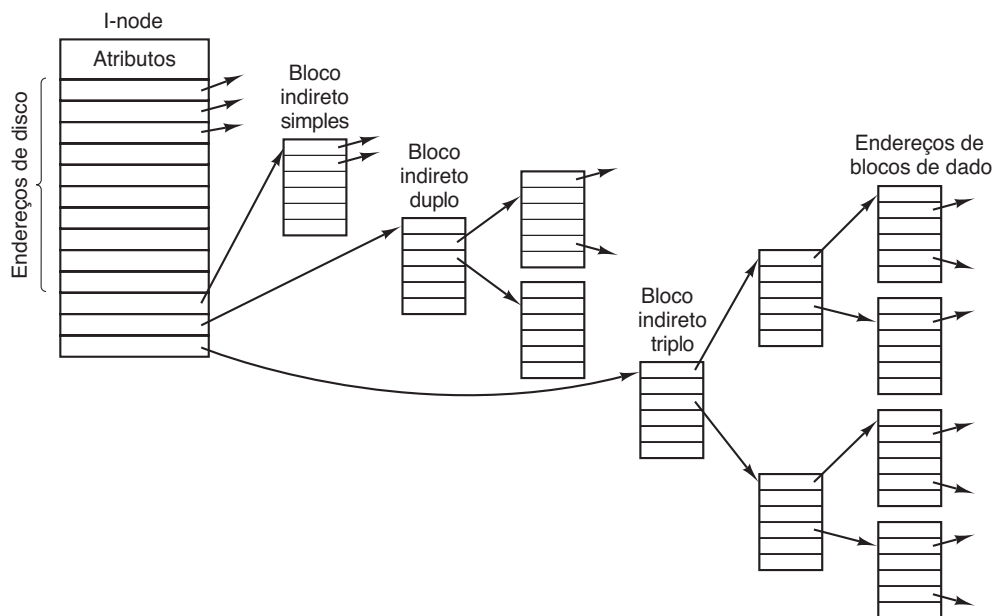 I-node
Atributos
Endereços de disco
Bloco
indireto
simples
Bloco
indireto
duplo
Bloco
indireto
triplo
Endereços de
blocos de dado